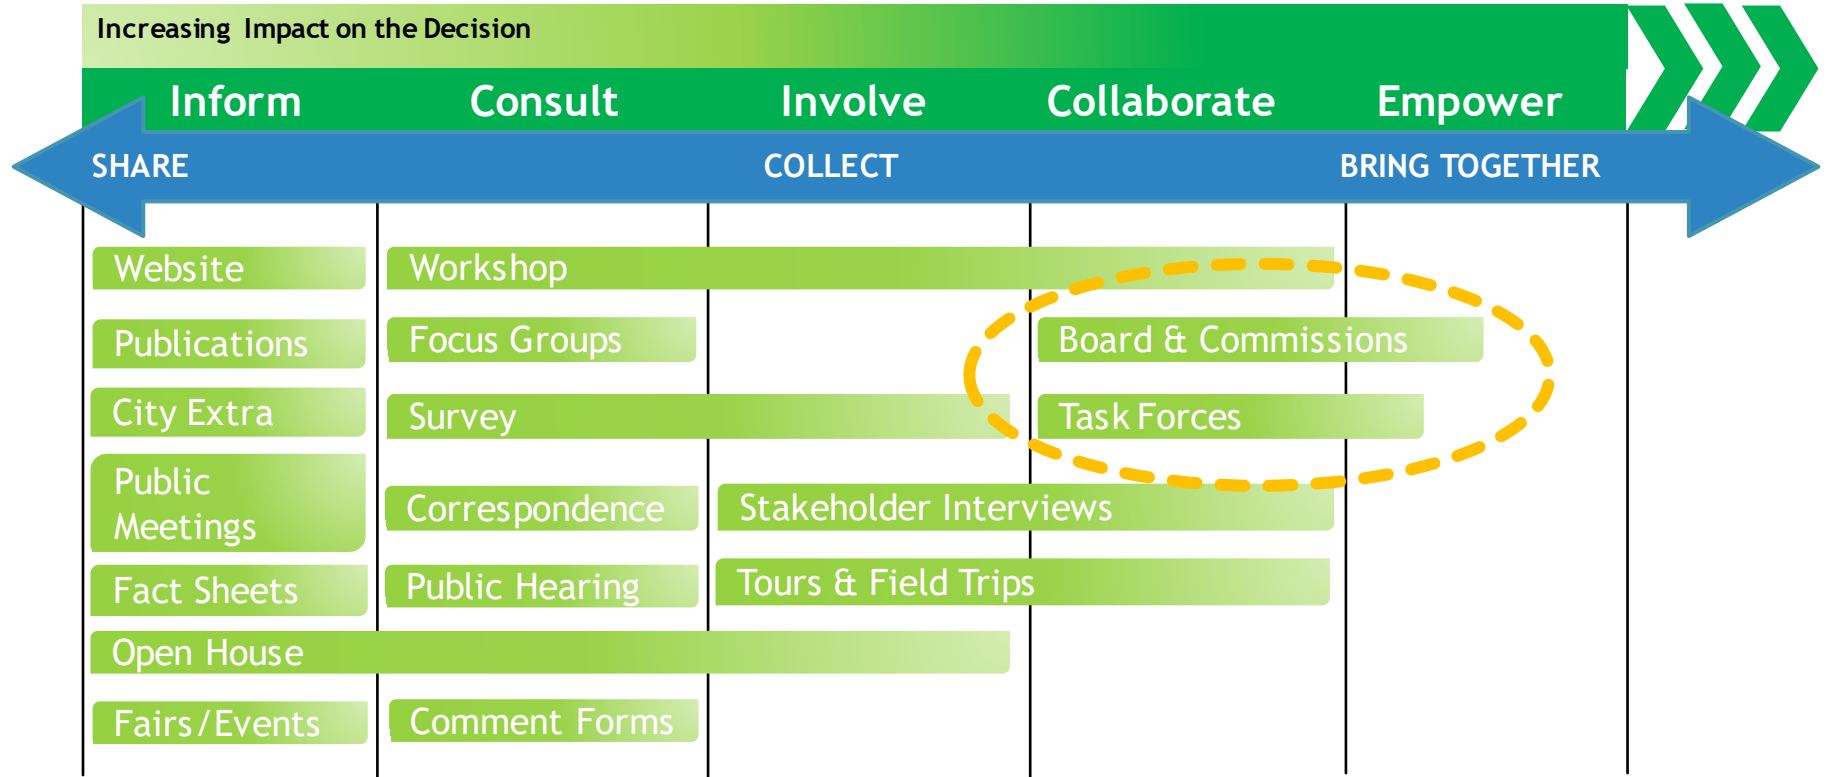 Increasing Impact on the Decision
Inform Consult Involve Collaborate Empower
SHARE COLLECT BRING TOGETHER
Website Workshop
Publications Focus Groups Board & Commissions
City Extra Survey Task Forces
Public
Meetings Correspondence Stakeholder Interviews
Fact Sheets Public Hearing Tours & Field Trips
Open House
Fairs/Events Comment Forms